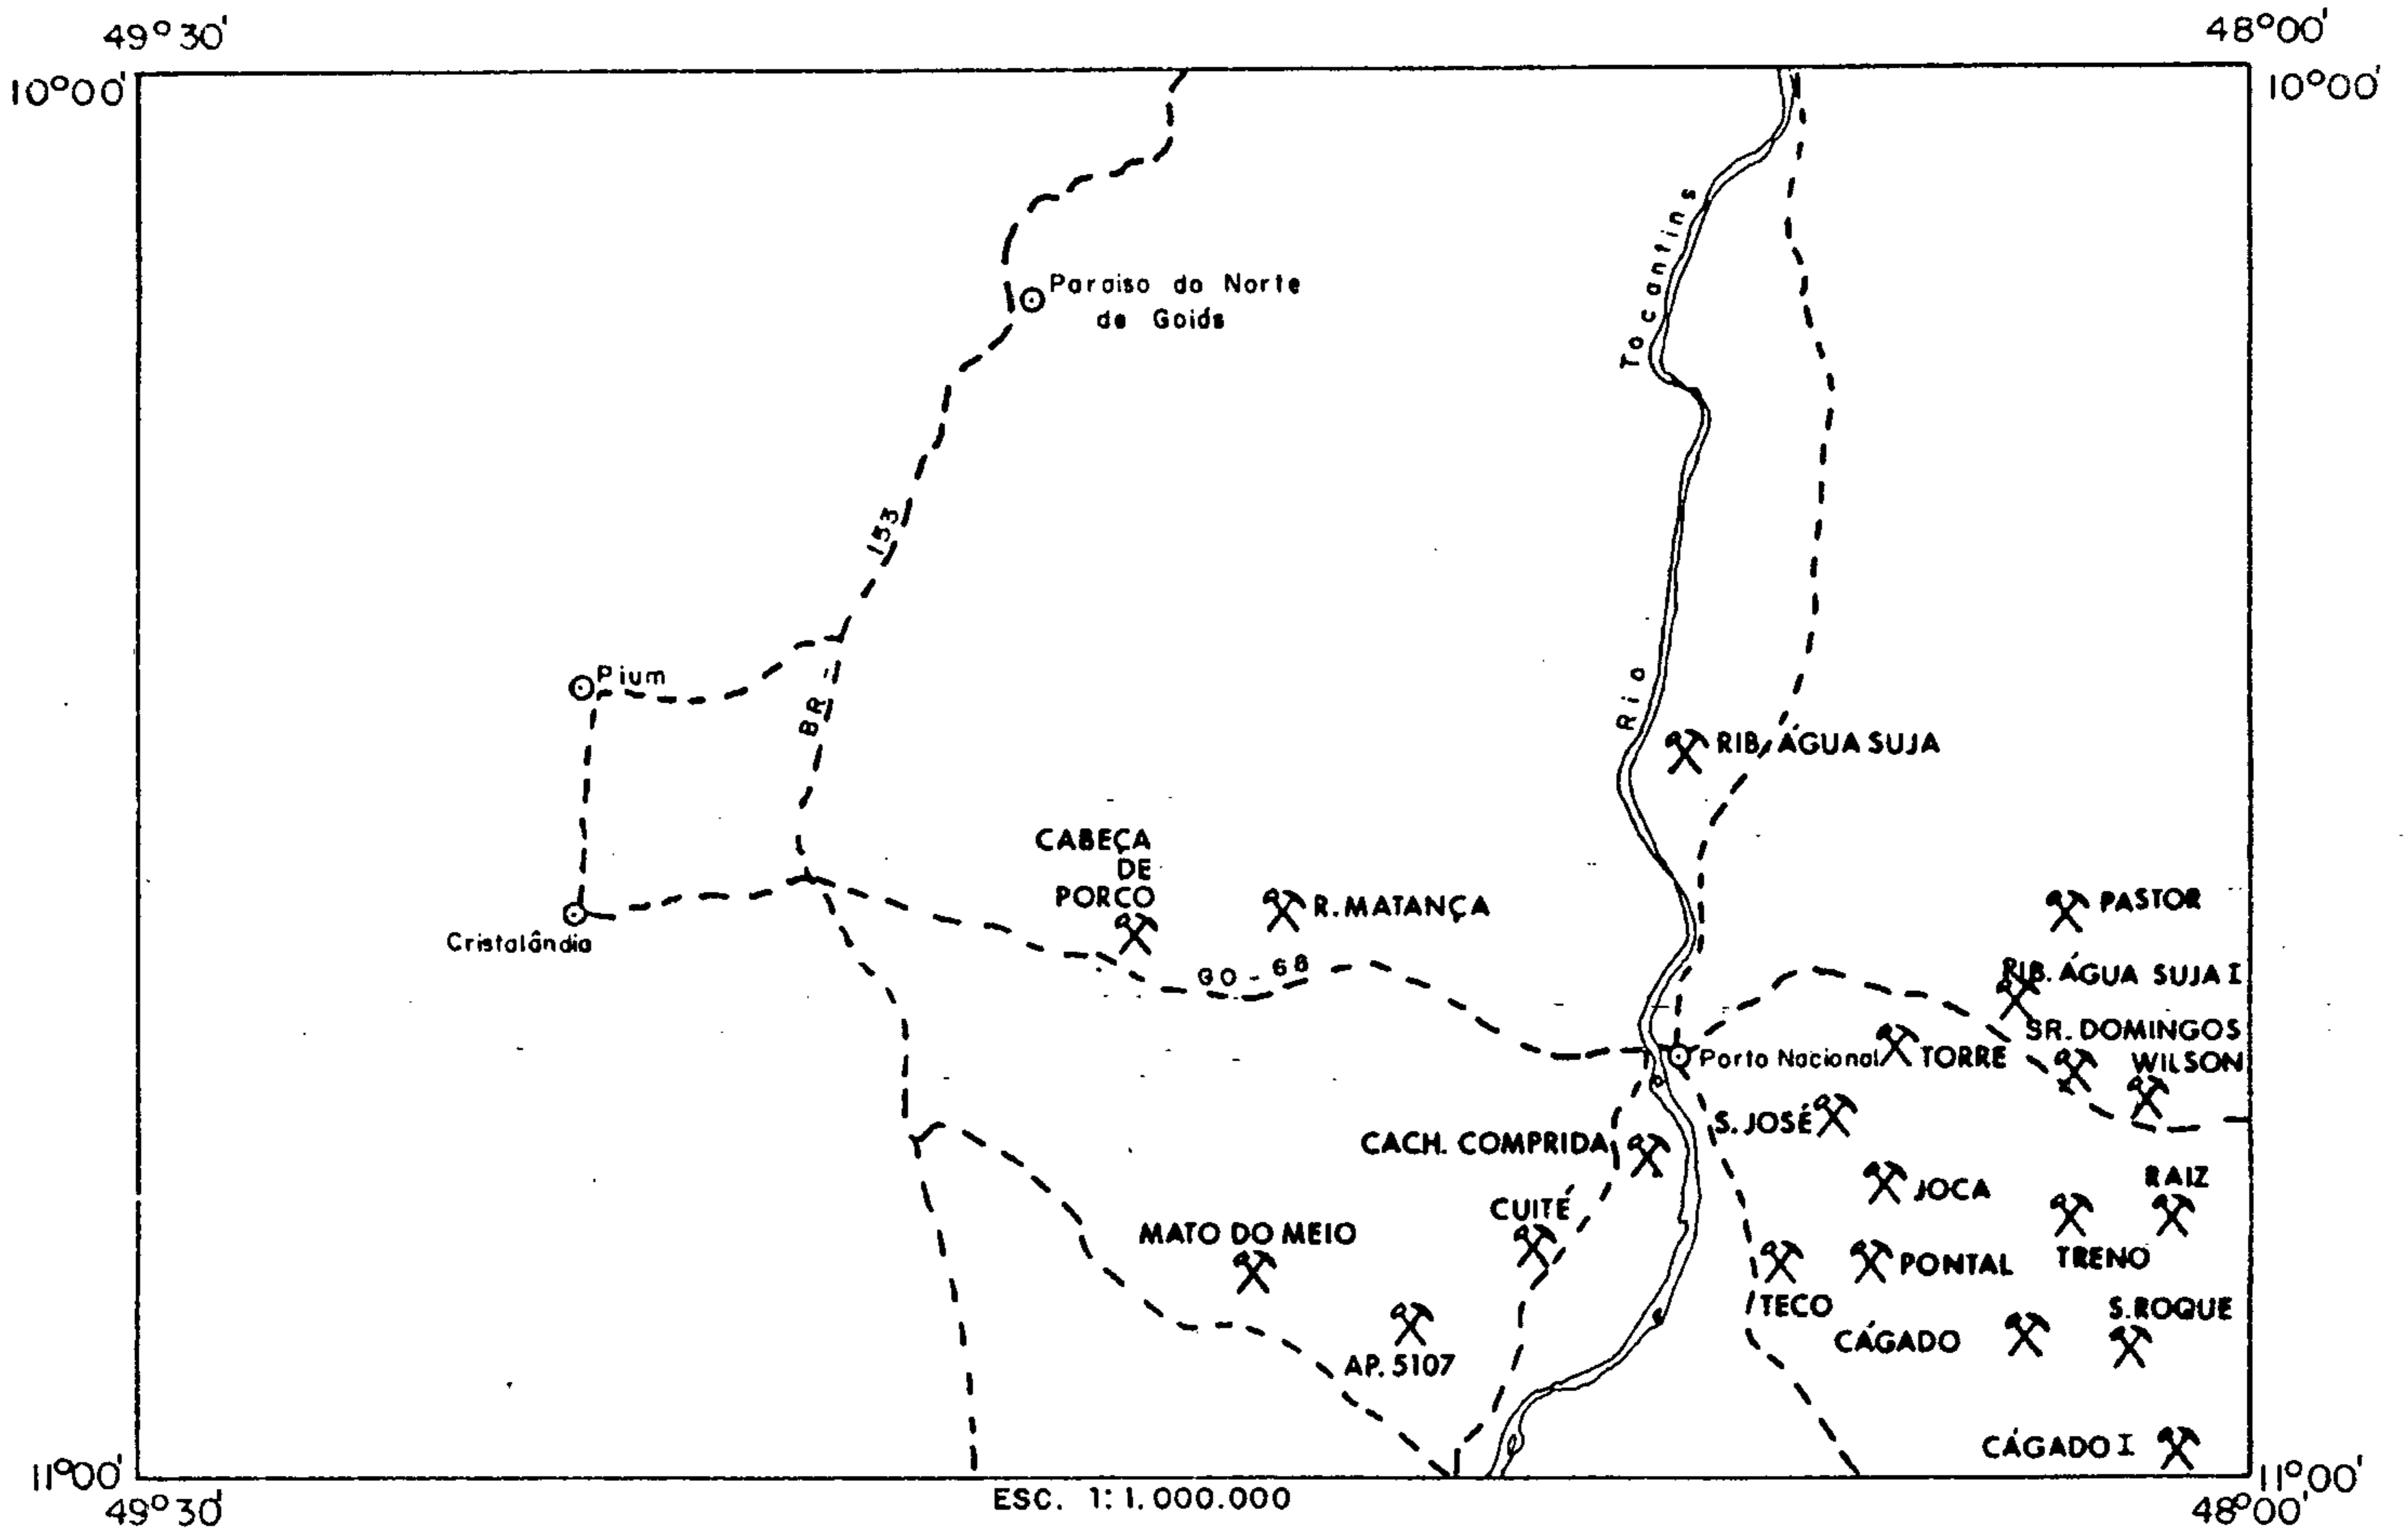 49°30'
48°00'
10°00'
10°00'
Rio Tocantins
Paraiso do Norte
de Goiás
BR - 153
Pium
RIB. ÁGUA SUJA
CABEÇA
DE
PORCO
R. MATANÇA
PASTOR
Cristalândia
GO - 68
RIB. ÁGUA SUJA I
SR. DOMINGOS
Porto Nacional
TORRE
WILSON
S. JOSÉ
CACH. COMPRIDA
JOCA
RAIZ
CUITÉ
MATO DO MEIO
PONTAL
TRENO
TECO
S. ROQUE
CÁGADO
AP. 5107
CÁGADO I
11°00'
11°00'
49°30'
ESC. 1:1.000.000
48°00'